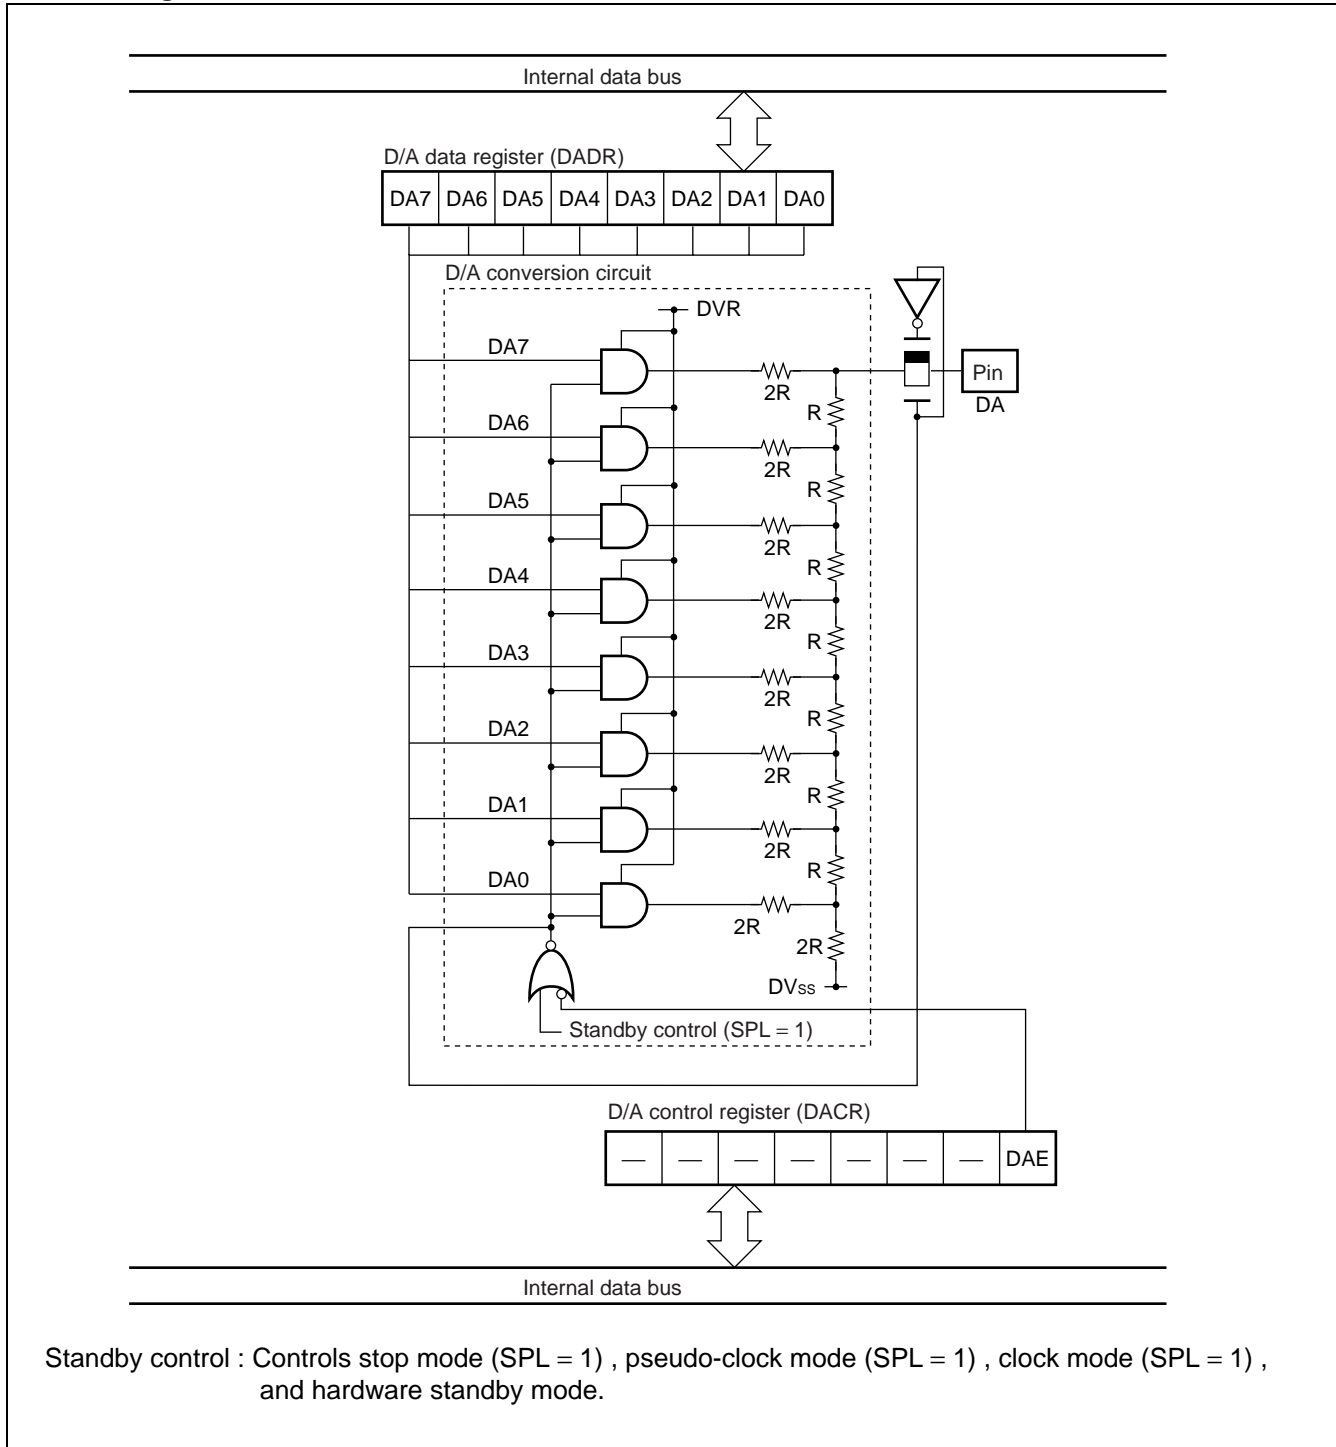 Internal data bus
D/A data register (DADR)
DA7 DA6 DA5 DA4 DA3 DA2 DA1 DA0
D/A conversion circuit
DVR
DA7
2R
R
Pin
DA
DA6
2R
R
DA5
2R
R
DA4
2R
R
DA3
2R
R
DA2
2R
R
DA1
2R
R
DA0
2R
2R
DVss
Standby control (SPL = 1)
D/A control register (DACR)
— — — — — — — DAE
Internal data bus
Standby control : Controls stop mode (SPL = 1) , pseudo-clock mode (SPL = 1) , clock mode (SPL = 1) ,
and hardware standby mode.